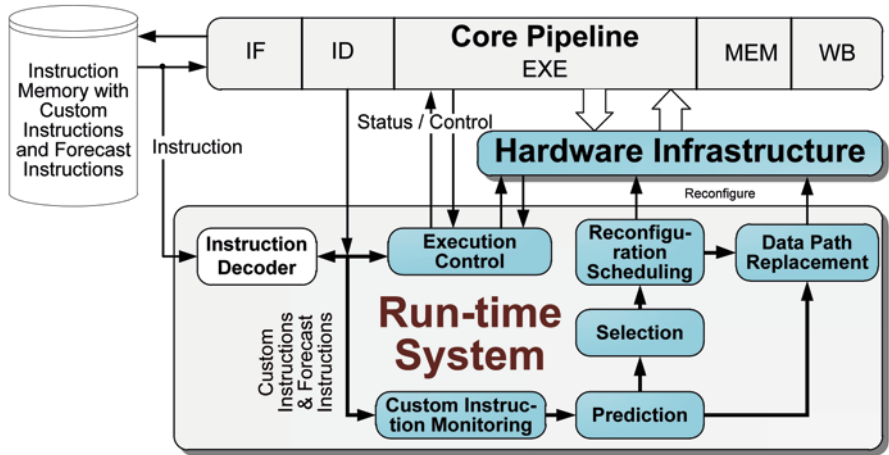 Core Pipeline
IF
ID
EXE
MEM
WB
Instruction
Memory with
Custom
Instructions
and Forecast
Instructions
Instruction
Status / Control
Hardware Infrastructure
Reconfigure
Instruction
Decoder
Execution
Control
Reconfigu-
ration
Scheduling
Data Path
Replacement
Run-time
System
Selection
Custom
Instructions
& Forecast
Instructions
Custom Instruc-
tion Monitoring
Prediction